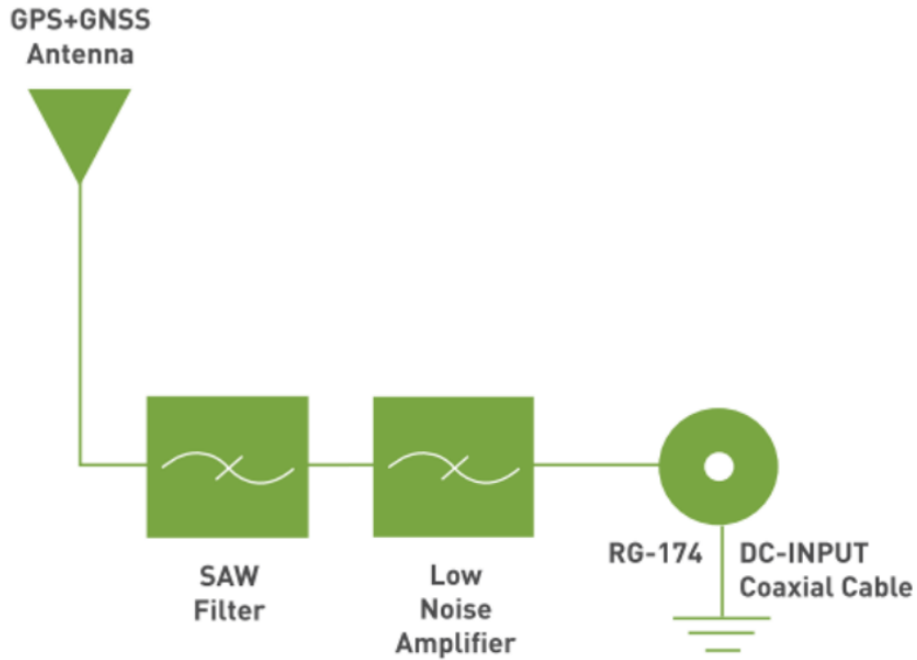 GPS+GNSS
Antenna
SAW
Filter
Low
Noise
Amplifier
RG-174
DC-INPUT
Coaxial Cable